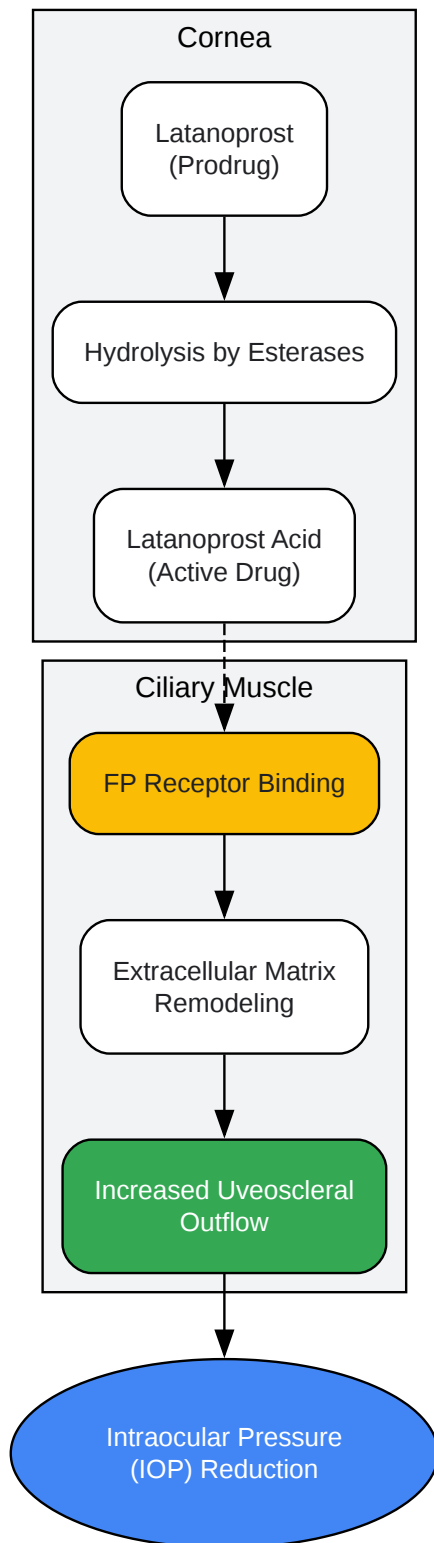 Cornea
Latanoprost
(Prodrug)
Hydrolysis by Esterases
Latanoprost Acid
(Active Drug)
Ciliary Muscle
FP Receptor Binding
Extracellular Matrix
Remodeling
Increased Uveoscleral
Outflow
Intraocular Pressure
(IOP) Reduction